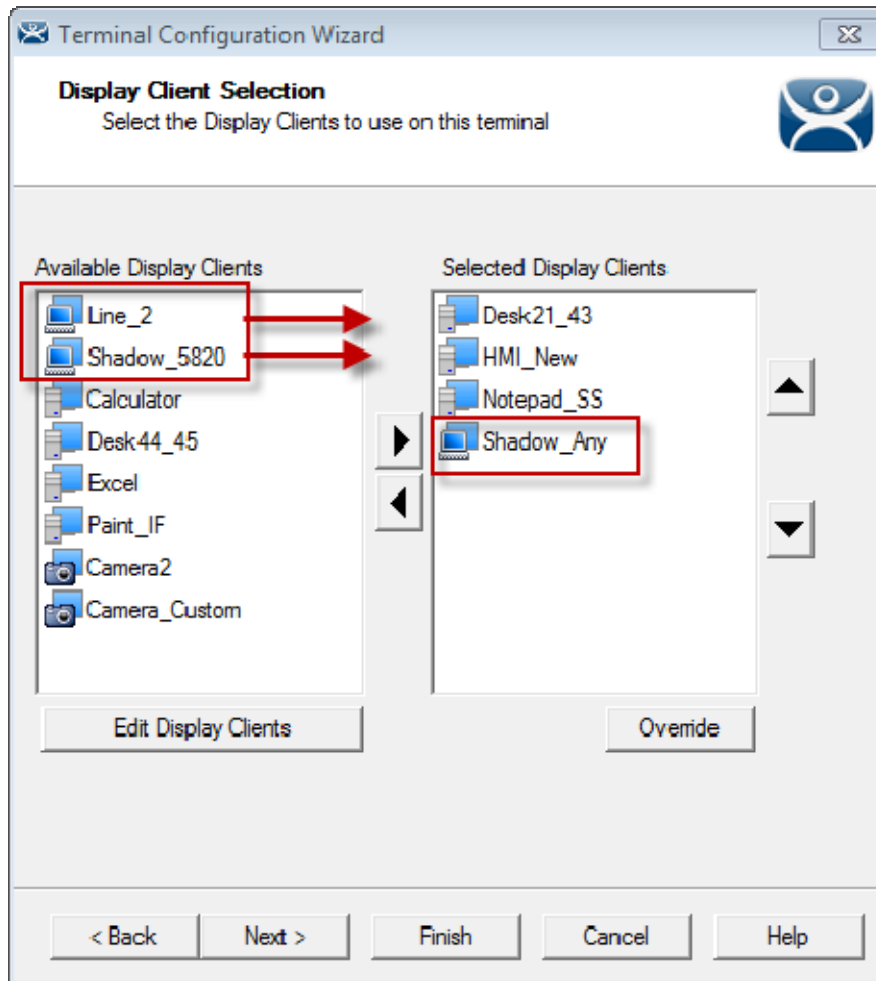 Terminal Configuration Wizard
Display Client Selection
Select the Display Clients to use on this terminal
Available Display Clients
Line_2
Shadow_5820
Calculator
Desk44_45
Excel
Paint_IF
Camera2
Camera_Custom
Edit Display Clients
Selected Display Clients
Desk21_43
HMI_New
Notepad_SS
Shadow_Any
Override
< Back
Next >
Finish
Cancel
Help